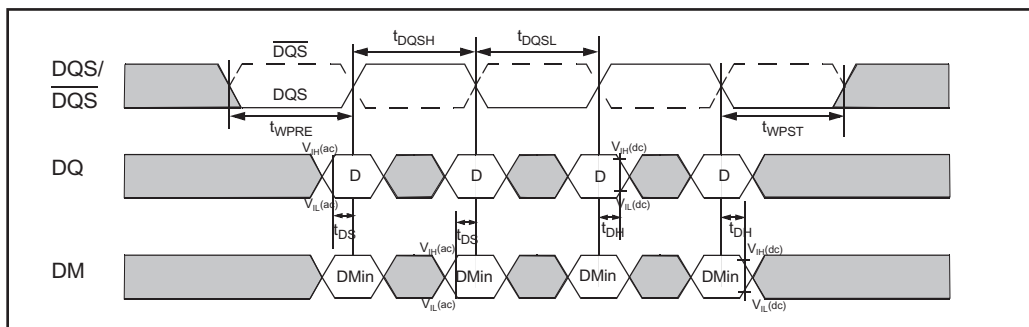 DQS/
DQS
DQS
DQS
tDQSH
tDQSL
tWPRE
tWPST
DQ
VIH(ac)
VIL(ac)
D
D
D
D
VIH(dc)
VIL(dc)
tDS
tDS
tDH
tDH
DM
VIH(ac)
VIL(ac)
DMin
DMin
DMin
DMin
VIH(dc)
VIL(dc)